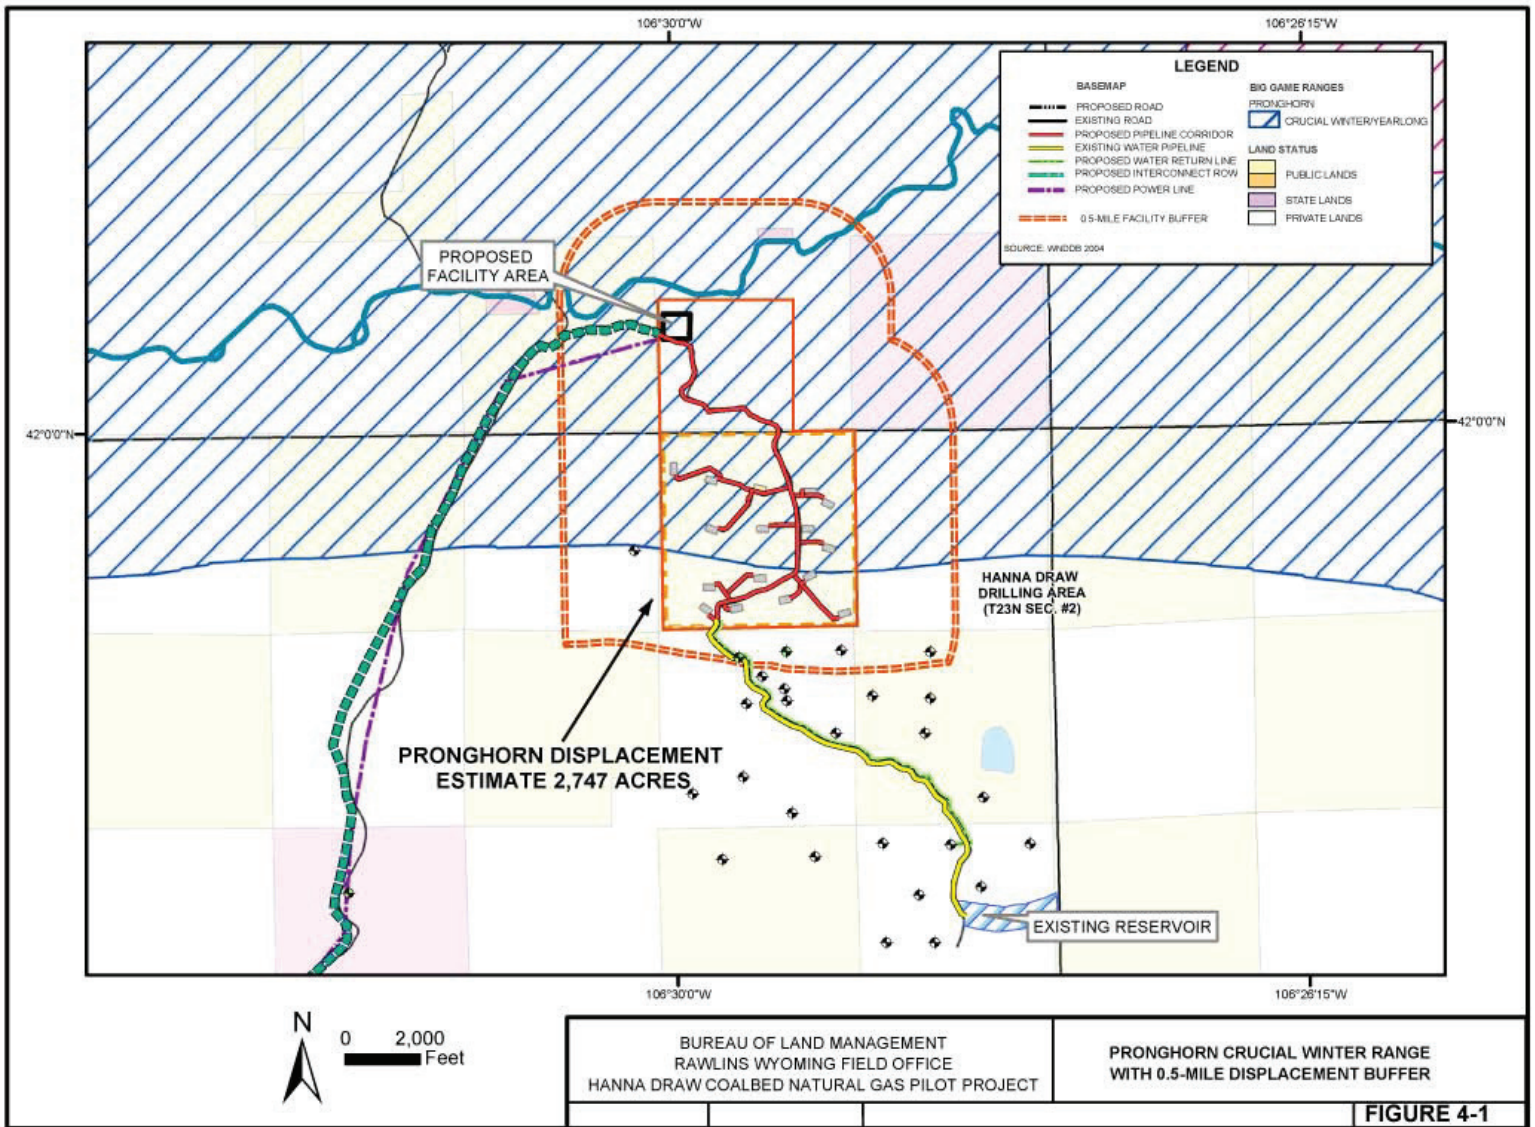 106°30'0"W
106°26'15"W
LEGEND
BASEMAP
PROPOSED ROAD
EXISTING ROAD
PROPOSED PIPELINE CORRIDOR
EXISTING WATER PIPELINE
PROPOSED WATER RETURN LINE
PROPOSED INTERCONNECT ROW
PROPOSED POWER LINE
0.5-MILE FACILITY BUFFER
SOURCE: WNDDB 2004
BIG GAME RANGES
PRONGHORN
CRUCIAL WINTER/YEARLONG
LAND STATUS
PUBLIC LANDS
STATE LANDS
PRIVATE LANDS
PROPOSED
FACILITY AREA
42°0'0"N
42°0'0"N
HANNA DRAW
DRILLING AREA
(T23N SEC. #2)
PRONGHORN DISPLACEMENT
ESTIMATE 2,747 ACRES
EXISTING RESERVOIR
106°30'0"W
106°26'15"W
N
0 2,000
Feet
BUREAU OF LAND MANAGEMENT
RAWLINS WYOMING FIELD OFFICE
HANNA DRAW COALBED NATURAL GAS PILOT PROJECT
PRONGHORN CRUCIAL WINTER RANGE
WITH 0.5-MILE DISPLACEMENT BUFFER
FIGURE 4-1